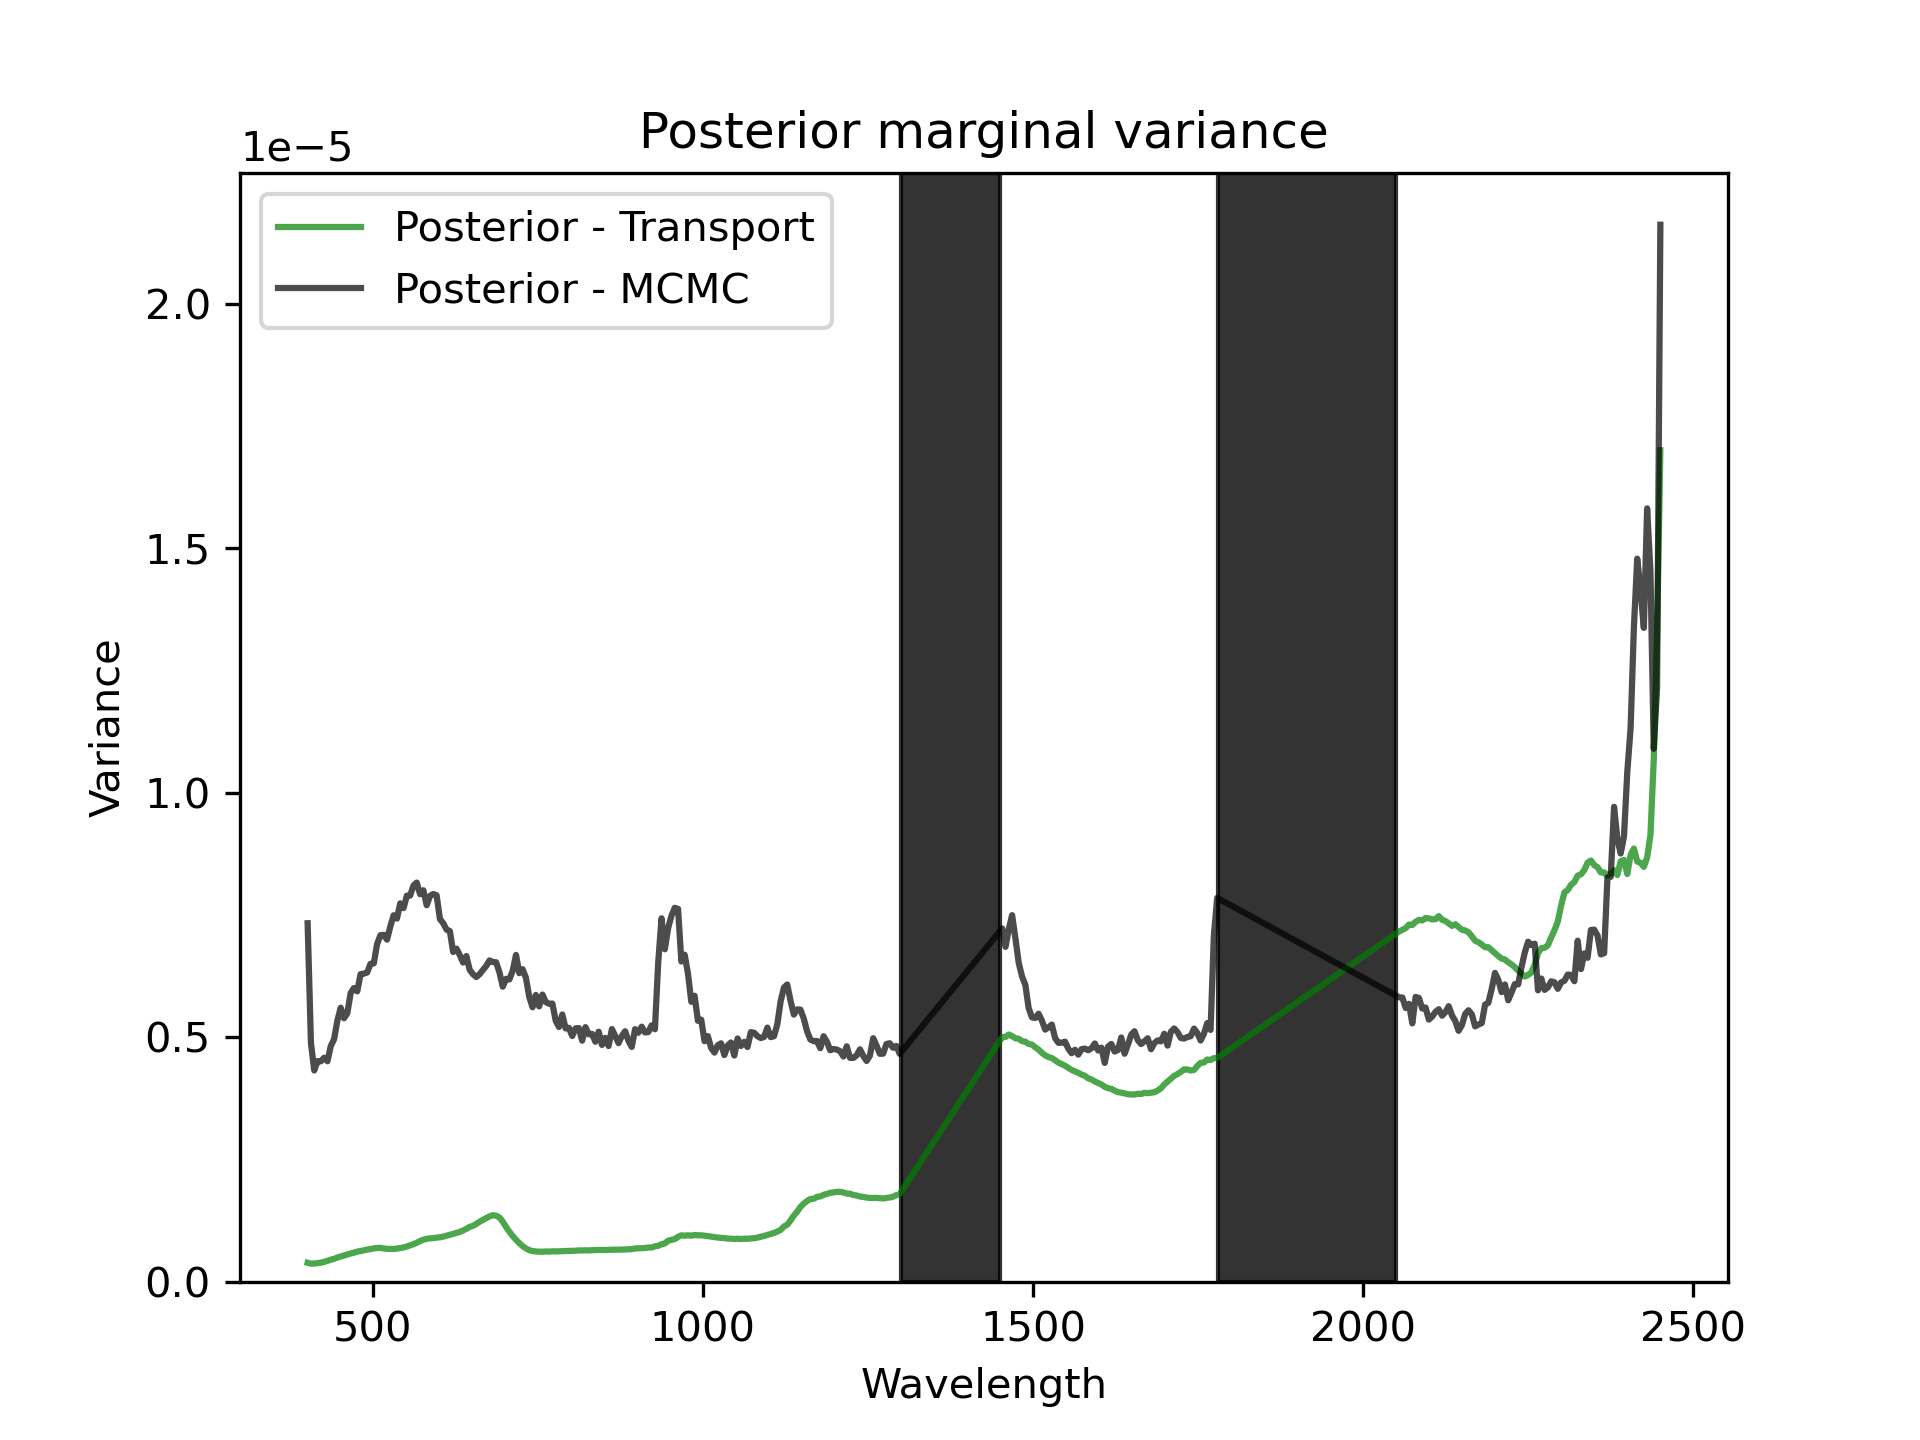 Posterior marginal variance
1e−5
Posterior - Transport
Posterior - MCMC
2.0
1.5
1.0
0.5
0.0
Variance
500 1000 1500 2000 2500
Wavelength